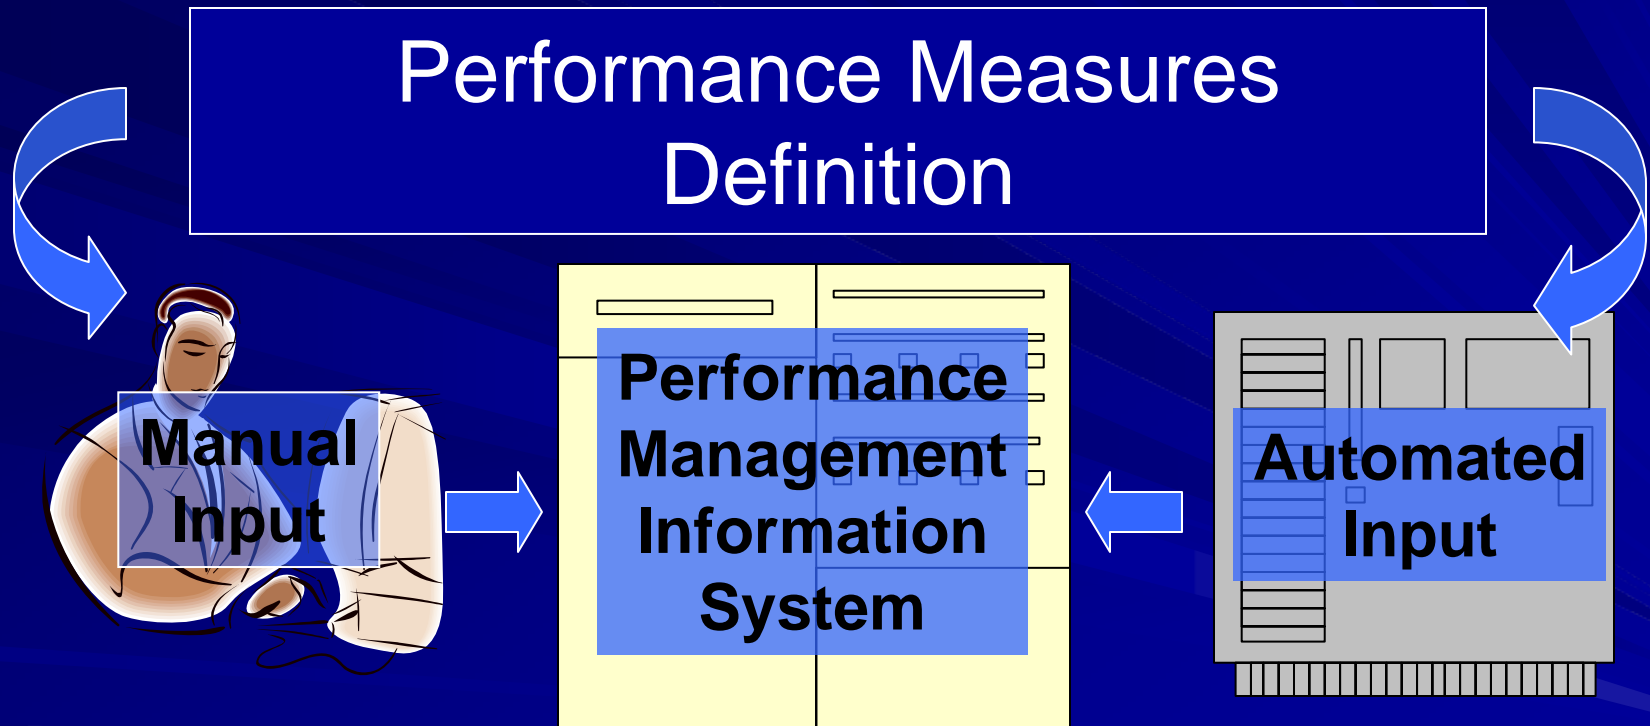 Performance Measures
Definition
Manual
Input
Performance
Management
Information
System
Automated
Input